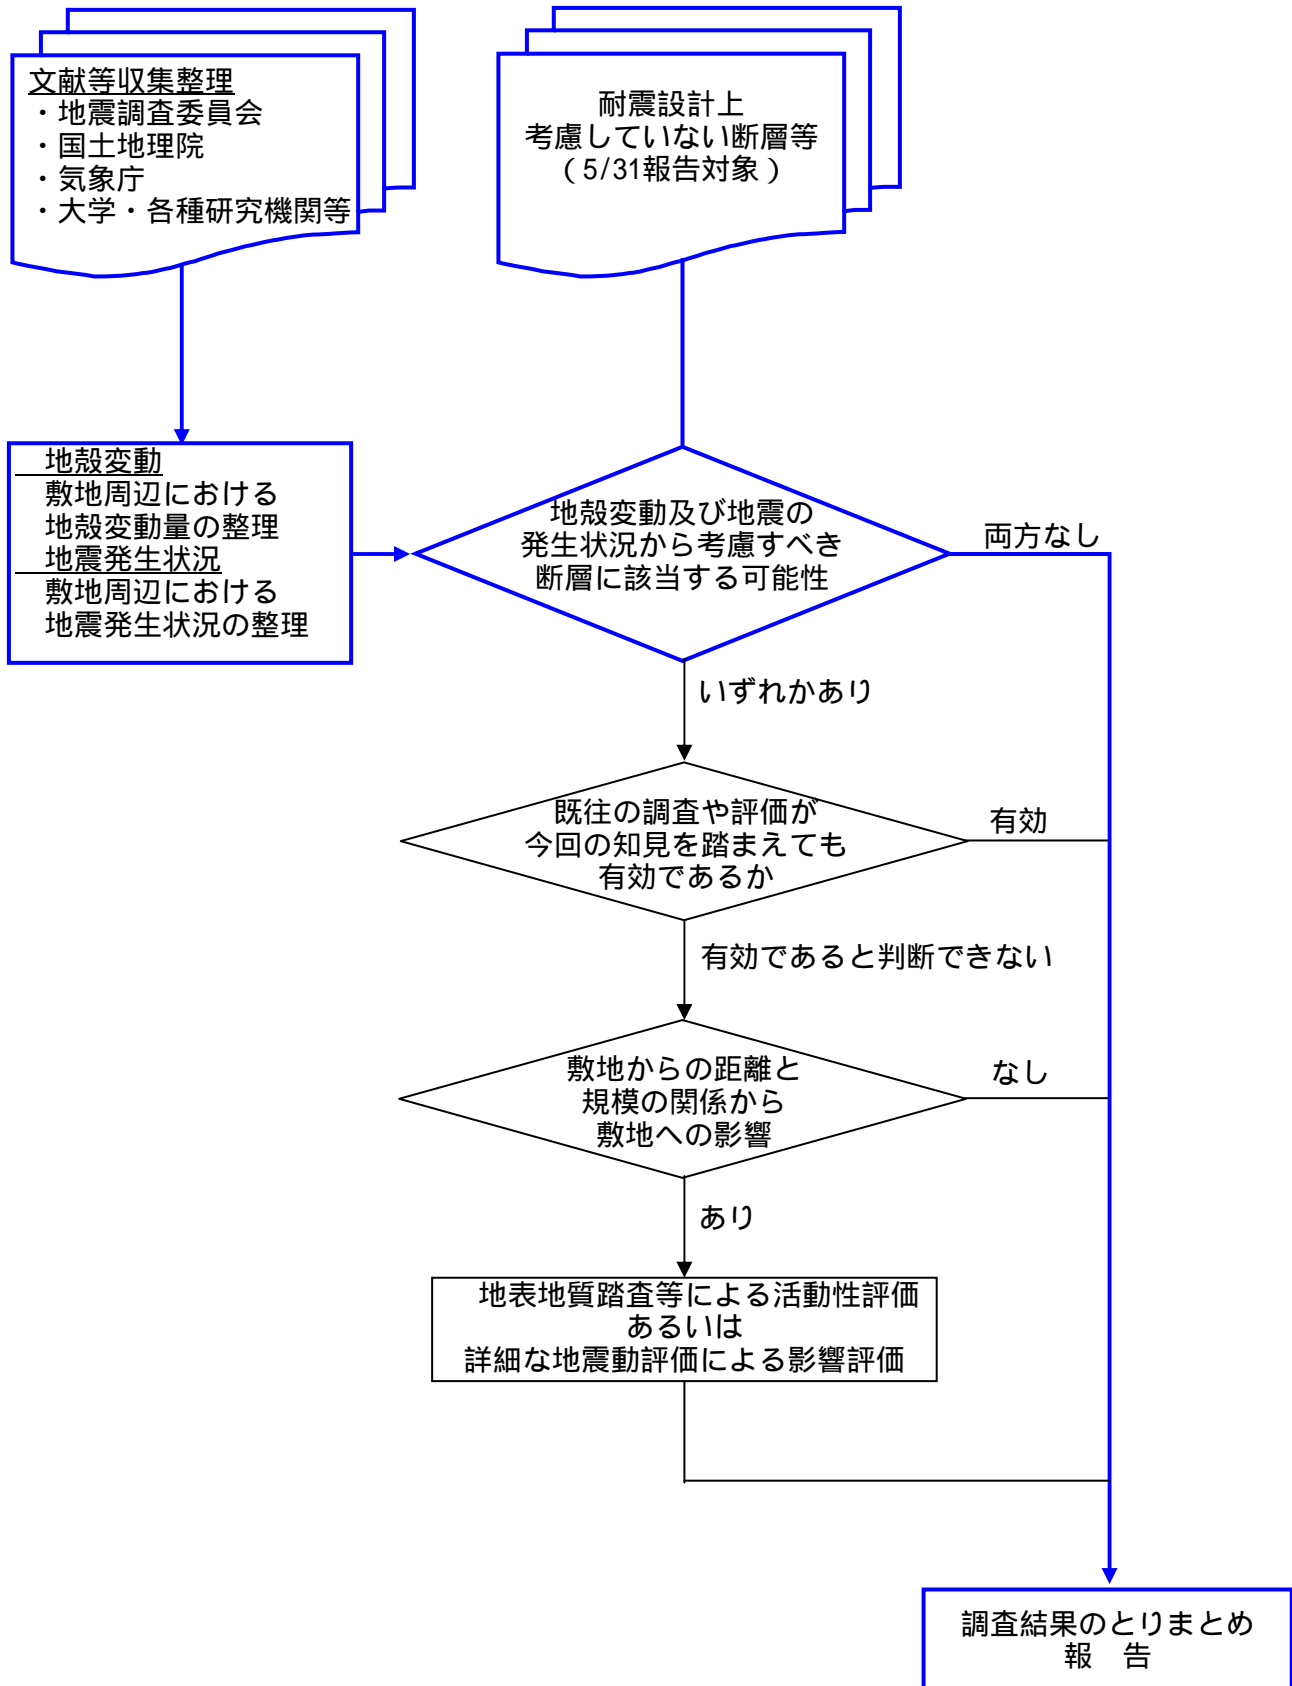 文献等収集整理
・地震調査委員会
・国土地理院
・気象庁
・大学・各種研究機関等
耐震設計上
考慮していない断層等
（5/31報告対象）
地殻変動
敷地周辺における
地殻変動量の整理
地震発生状況
敷地周辺における
地震発生状況の整理
地殻変動及び地震の
発生状況から考慮すべき
断層に該当する可能性
両方なし
いずれかあり
既往の調査や評価が
今回の知見を踏まえても
有効であるか
有効
有効であると判断できない
敷地からの距離と
規模の関係から
敷地への影響
なし
あり
地表地質踏査等による活動性評価
あるいは
詳細な地震動評価による影響評価
調査結果のとりまとめ
報　告